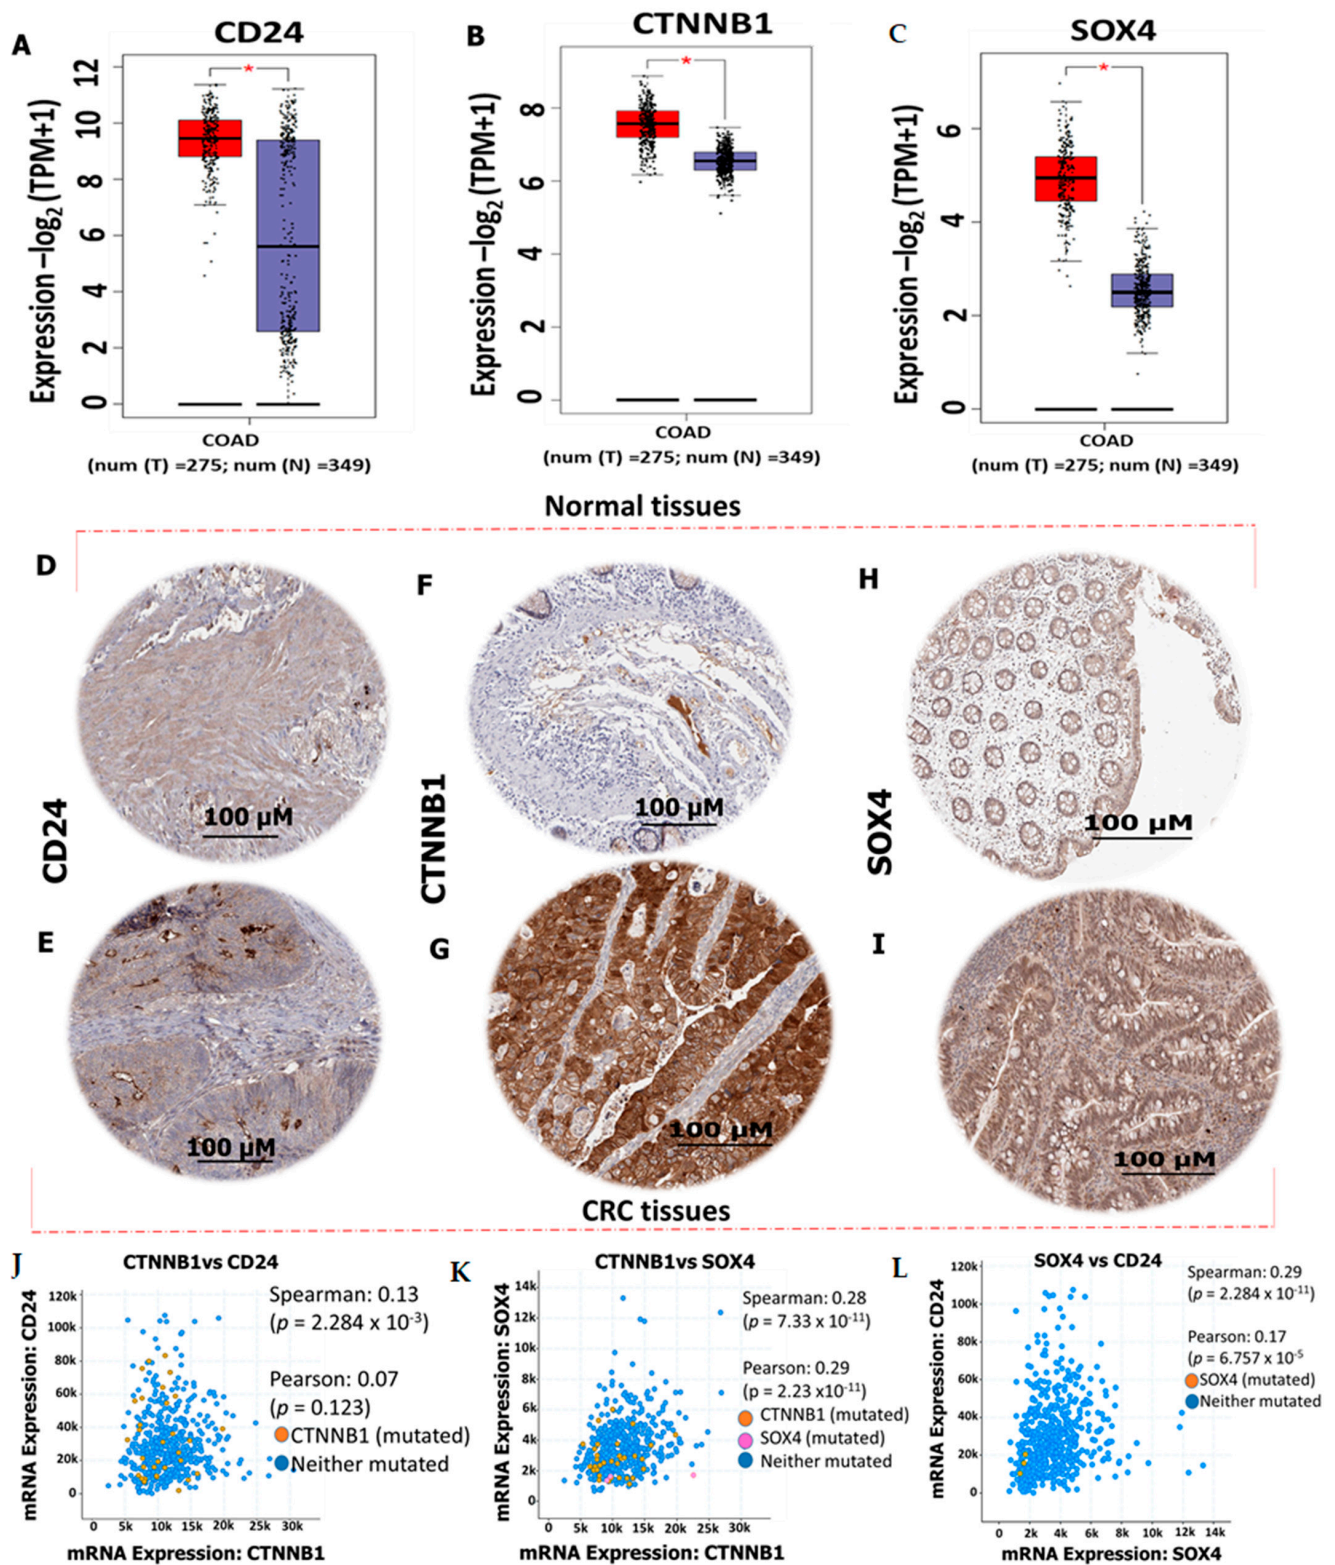 A
CD24
Expression –log2 (TPM+1)
12
10
8
6
4
2
0
*
COAD
(num (T) =275; num (N) =349)
B
CTNNB1
Expression –log2 (TPM+1)
8
6
4
2
0
*
COAD
(num (T) =275; num (N) =349)
C
SOX4
Expression –log2 (TPM+1)
6
4
2
0
*
COAD
(num (T) =275; num (N) =349)
Normal tissues
D
100 µM
F
100 µM
H
100 µM
CD24
CTNNB1
SOX4
E
100 µM
G
100 µM
I
100 µM
CRC tissues
J
CTNNB1vs CD24
mRNA Expression: CD24
120k
100k
80k
60k
40k
20k
0
0 5k 10k 15k 20k 25k 30k
mRNA Expression: CTNNB1
Spearman: 0.13
(p = 2.284 x 10-3)
Pearson: 0.07
(p = 0.123)
CTNNB1 (mutated)
Neither mutated
K
CTNNB1vs SOX4
mRNA Expression: SOX4
14k
12k
10k
8k
6k
4k
2k
0
0 5k 10k 15k 20k 25k 30k
mRNA Expression: CTNNB1
Spearman: 0.28
(p = 7.33 x 10-11)
Pearson: 0.29
(p = 2.23 x10-11)
CTNNB1 (mutated)
SOX4 (mutated)
Neither mutated
L
SOX4 vs CD24
mRNA Expression: CD24
120k
100k
80k
60k
40k
20k
0
0 2k 4k 6k 8k 10k 12k 14k
mRNA Expression: SOX4
Spearman: 0.29
(p = 2.284 x 10-11)
Pearson: 0.17
(p = 6.757 x 10-5
SOX4 (mutated)
Neither mutated